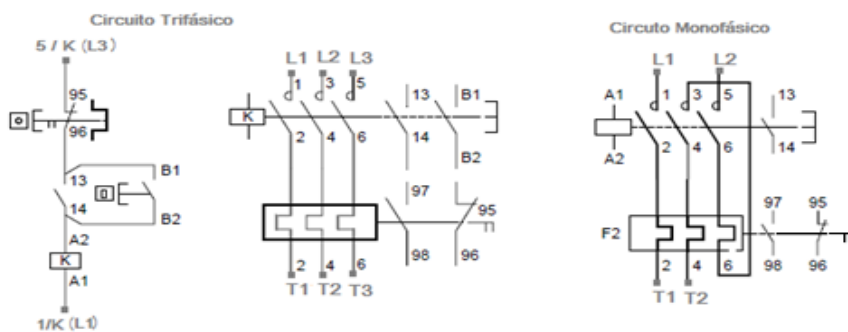 Circuito Trifásico
5 / K (L3)
95
96
13
B1
14
B2
A2
K
A1
1/K (L1)
L1 L2 L3
1 3 5
13 B1
K
2 4 6
14
B2
97
95
98 96
2 4 6
T1 T2 T3
Circuto Monofásico
L1 L2
A1
1 3 5
13
A2
2 4 6
14
97 95
F2
98 96
2 4 6
T1 T2